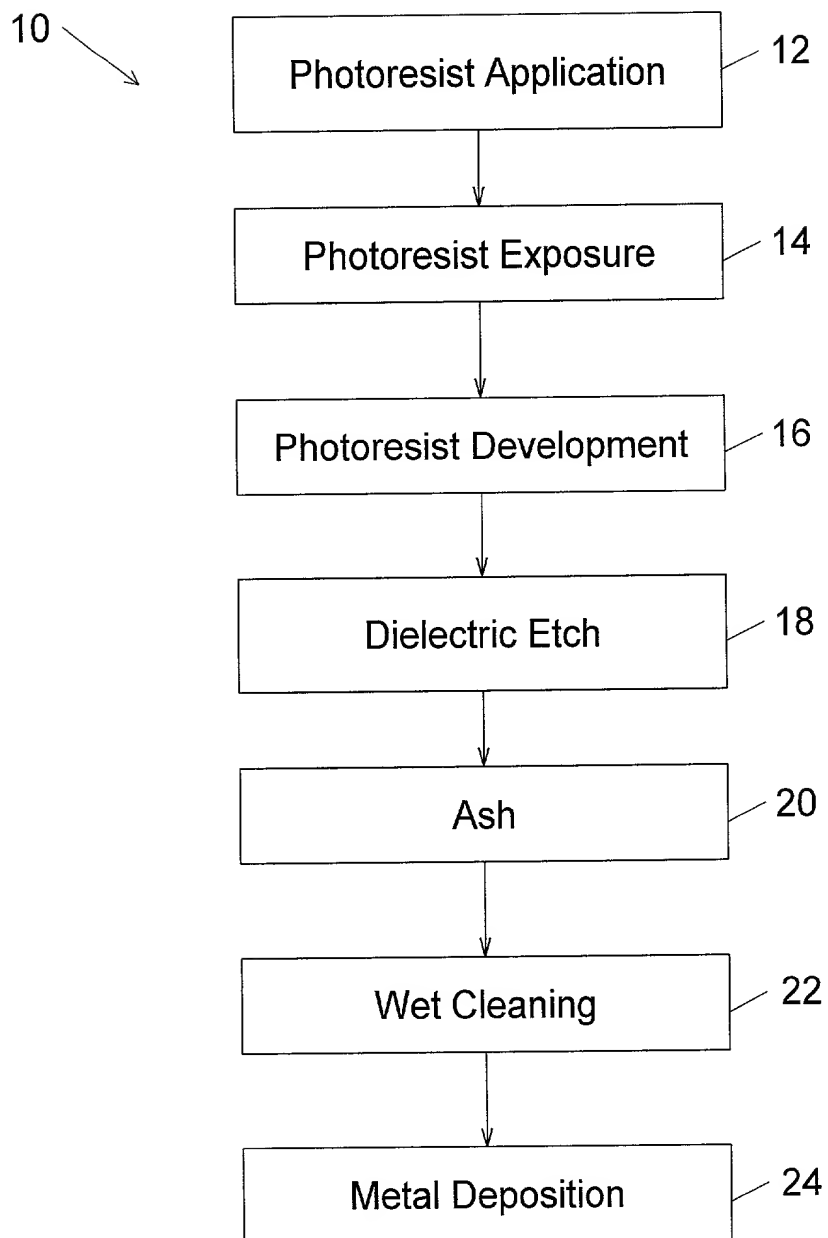 10
Photoresist Application 12
Photoresist Exposure 14
Photoresist Development 16
Dielectric Etch 18
Ash 20
Wet Cleaning 22
Metal Deposition 24